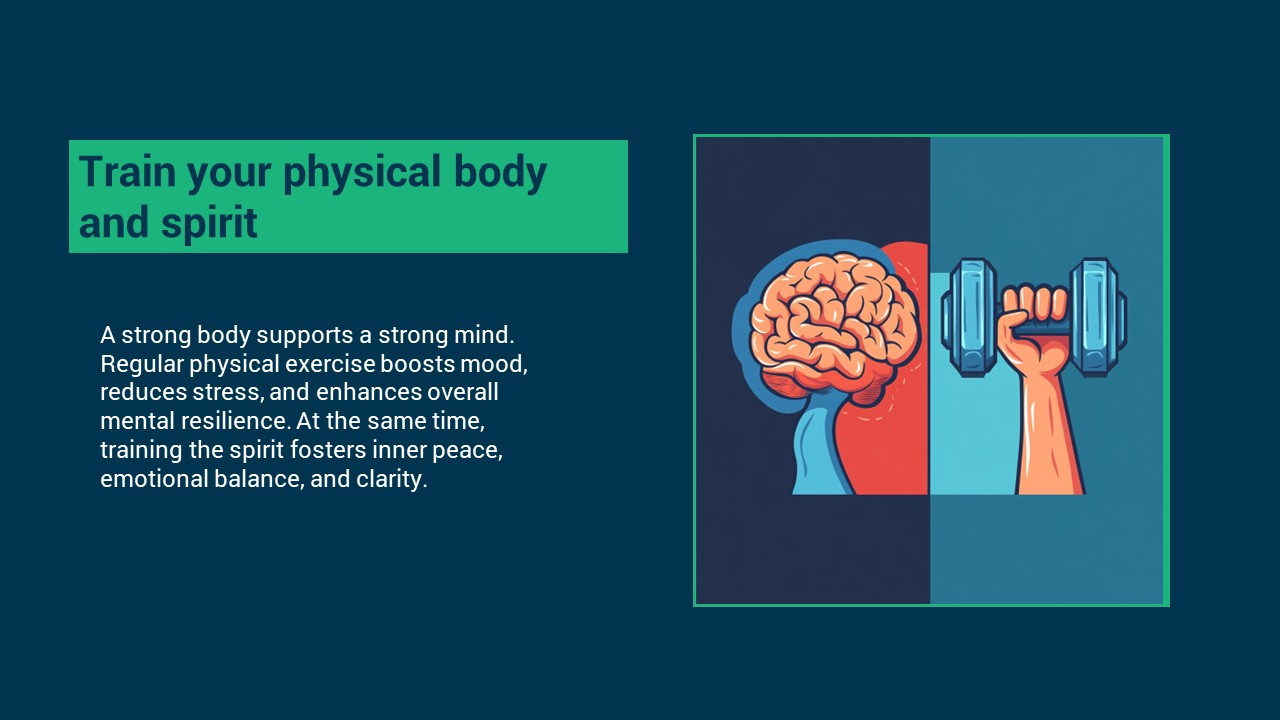 Train your physical body
and spirit
A strong body supports a strong mind.
Regular physical exercise boosts mood,
reduces stress, and enhances overall
mental resilience. At the same time,
training the spirit fosters inner peace,
emotional balance, and clarity.